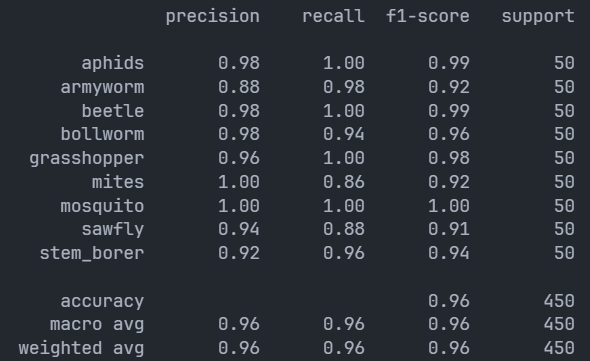 precision recall f1-score support
aphids 0.98 1.00 0.99 50
armyworm 0.88 0.98 0.92 50
beetle 0.98 1.00 0.99 50
bollworm 0.98 0.94 0.96 50
grasshopper 0.96 1.00 0.98 50
mites 1.00 0.86 0.92 50
mosquito 1.00 1.00 1.00 50
sawfly 0.94 0.88 0.91 50
stem_borer 0.92 0.96 0.94 50
accuracy 0.96 450
macro avg 0.96 0.96 0.96 450
weighted avg 0.96 0.96 0.96 450